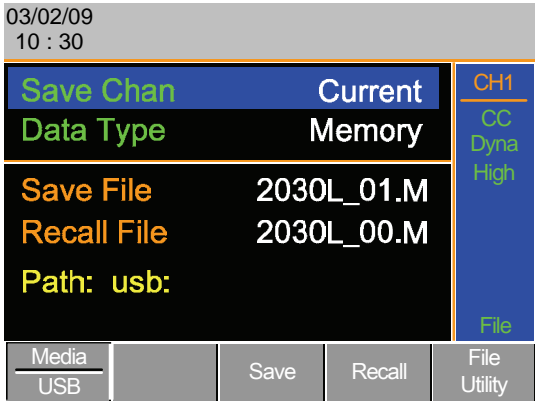 03/02/09
10 : 30
Save Chan Current
Data Type Memory
Save File 2030L_01.M
Recall File 2030L_00.M
Path: usb:
CH1
CC
Dyna
High
File
Media
USB
Save
Recall
File
Utility